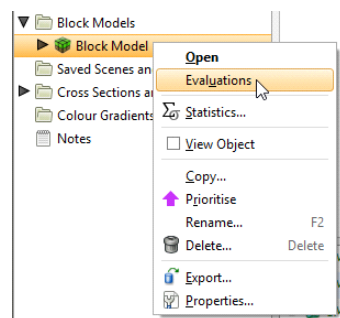 Block Models
Block Model
Saved Scenes an
Cross Sections a
Colour Gradients
Notes
Open
Evaluations
Statistics...
View Object
Copy...
Prioritise
Rename... F2
Delete... Delete
Export...
Properties...